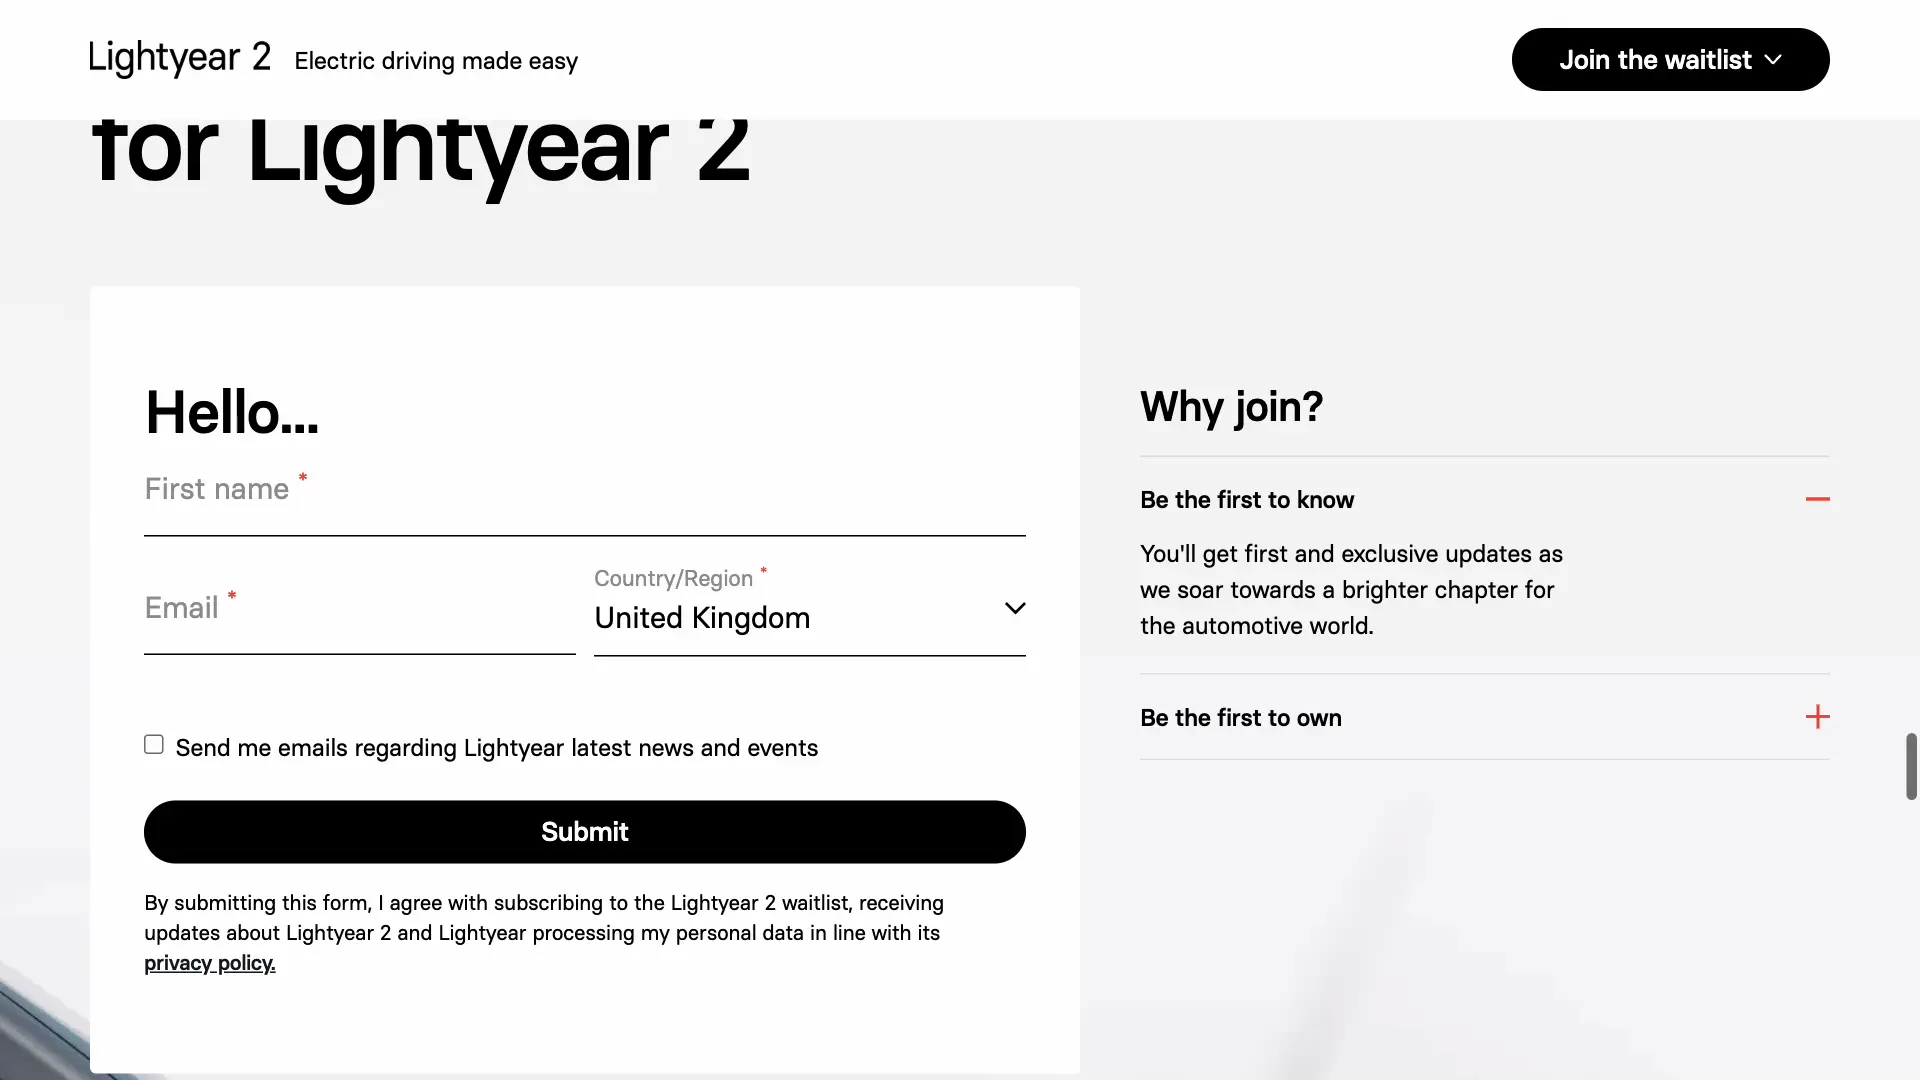 Lightyear 2 Electric driving made easy
Join the waitlist
for Lightyear 2
Hello...
First name *
Email *
Country/Region *
United Kingdom
Send me emails regarding Lightyear latest news and events
Submit
By submitting this form, I agree with subscribing to the Lightyear 2 waitlist, receiving
updates about Lightyear 2 and Lightyear processing my personal data in line with its
privacy policy.
Why join?
Be the first to know
You'll get first and exclusive updates as
we soar towards a brighter chapter for
the automotive world.
Be the first to own